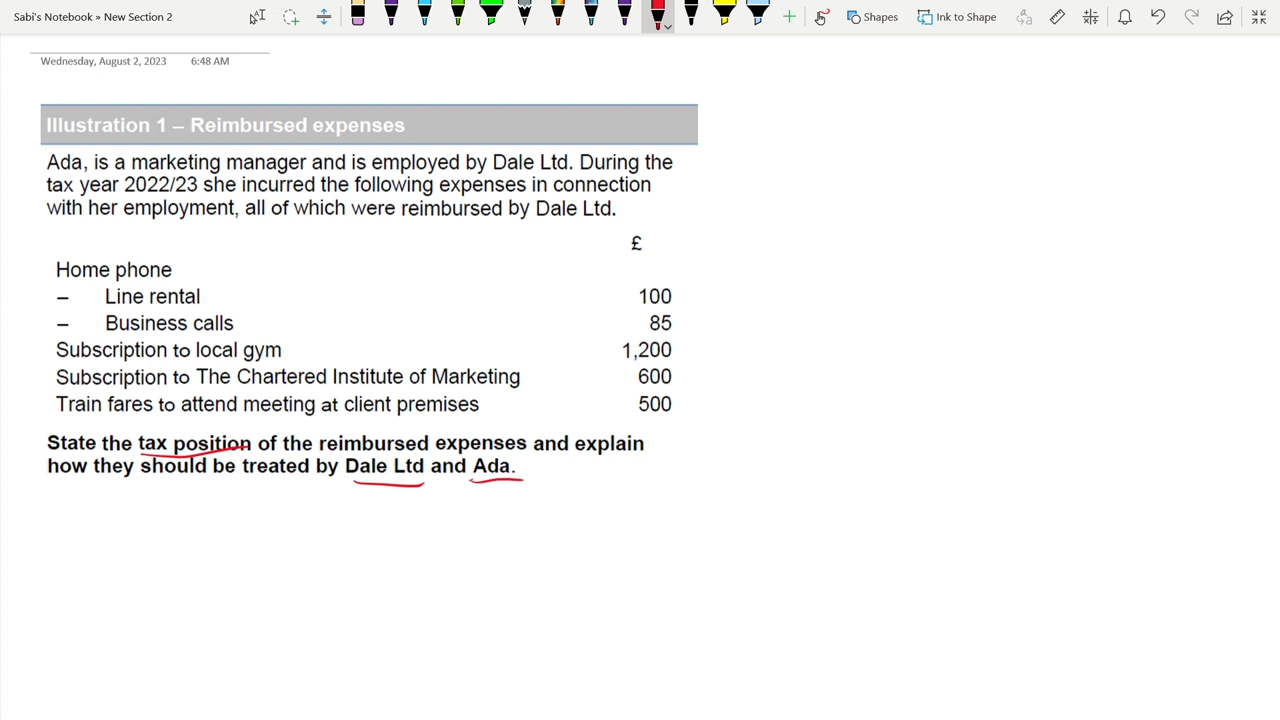 Sabi's Notebook » New Section 2
Shapes
Ink to Shape
Wednesday, August 2, 2023 6:48 AM
Illustration 1 – Reimbursed expenses
Ada, is a marketing manager and is employed by Dale Ltd. During the
tax year 2022/23 she incurred the following expenses in connection
with her employment, all of which were reimbursed by Dale Ltd.
£
Home phone
– Line rental 100
– Business calls 85
Subscription to local gym 1,200
Subscription to The Chartered Institute of Marketing 600
Train fares to attend meeting at client premises 500
State the tax position of the reimbursed expenses and explain
how they should be treated by Dale Ltd and Ada.